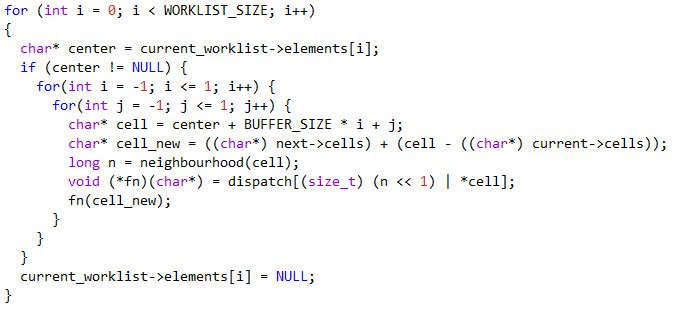 for (int i = 0; i < WORKLIST_SIZE; i++)
{
  char* center = current_worklist->elements[i];
  if (center != NULL) {
    for(int i = -1; i <= 1; i++) {
      for(int j = -1; j <= 1; j++) {
        char* cell = center + BUFFER_SIZE * i + j;
        char* cell_new = ((char*) next->cells) + (cell - ((char*) current->cells));
        long n = neighbourhood(cell);
        void (*fn)(char*) = dispatch[(size_t) (n << 1) | *cell];
        fn(cell_new);
      }
    }
  }
  current_worklist->elements[i] = NULL;
}